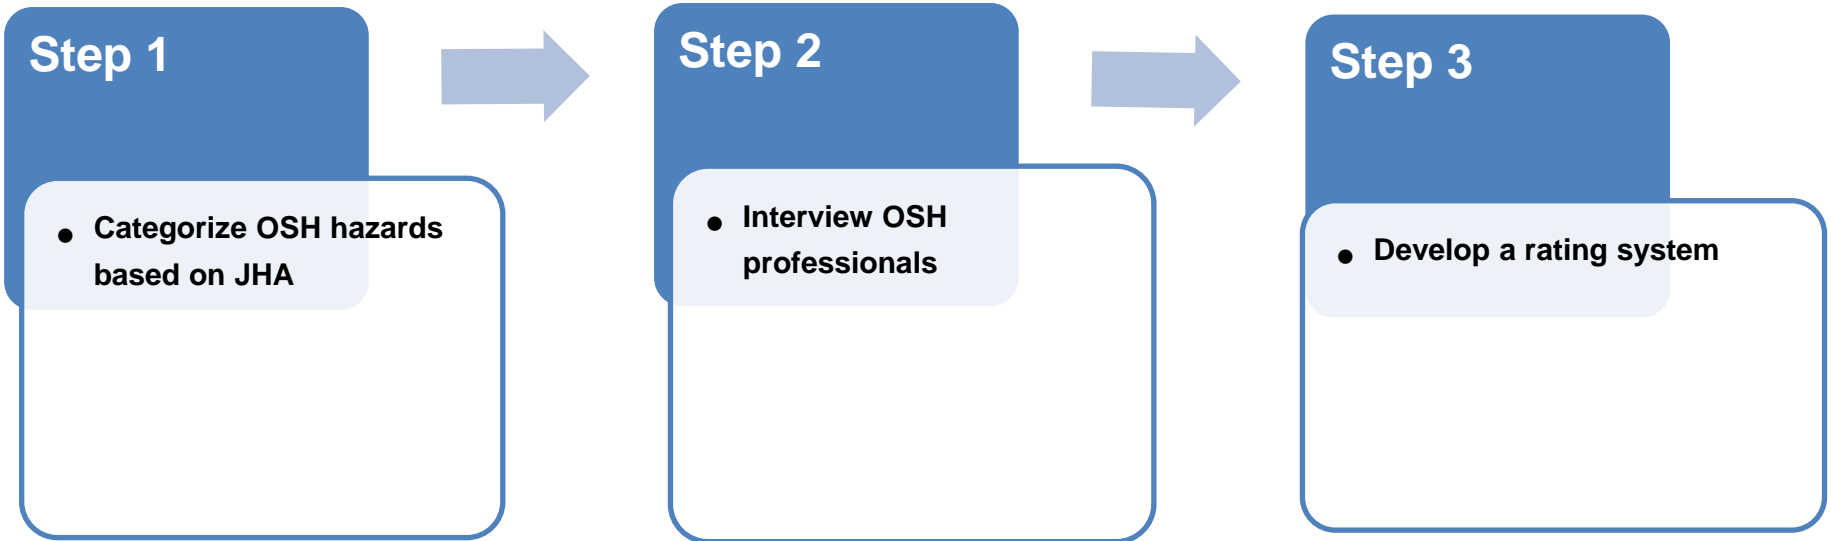 Step 1
• Categorize OSH hazards
based on JHA
Step 2
• Interview OSH
professionals
Step 3
• Develop a rating system